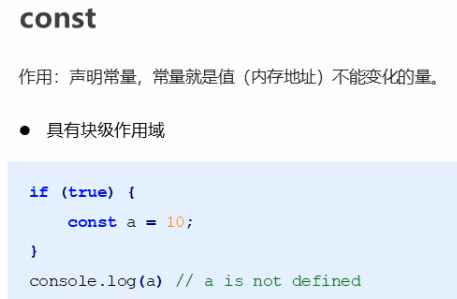 const
作用：声明常量，常量就是值（内存地址）不能变化的量。
● 具有块级作用域
if (true) {
    const a = 10;
}
console.log(a) // a is not defined